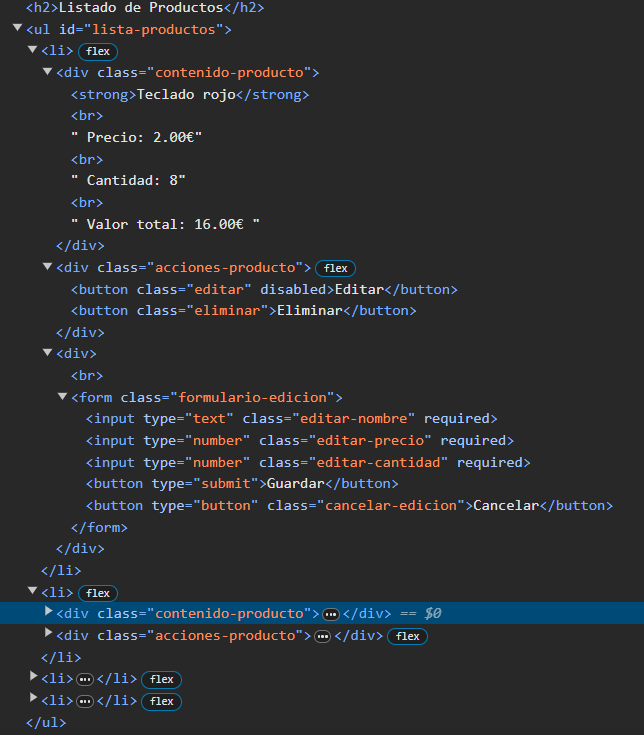 <h2>Listado de Productos</h2>
<ul id="lista-productos">
<li> flex
<div class="contenido-producto">
<strong>Teclado rojo</strong>
<br>
" Precio: 2.00€"
<br>
" Cantidad: 8"
<br>
" Valor total: 16.00€ "
</div>
<div class="acciones-producto"> flex
<button class="editar" disabled>Editar</button>
<button class="eliminar">Eliminar</button>
</div>
<div>
<br>
<form class="formulario-edicion">
<input type="text" class="editar-nombre" required>
<input type="number" class="editar-precio" required>
<input type="number" class="editar-cantidad" required>
<button type="submit">Guardar</button>
<button type="button" class="cancelar-edicion">Cancelar</button>
</form>
</div>
</li>
<li> flex
<div class="contenido-producto"> … </div> == $0
<div class="acciones-producto"> … </div> flex
</li>
<li> … </li> flex
<li> … </li> flex
</ul>